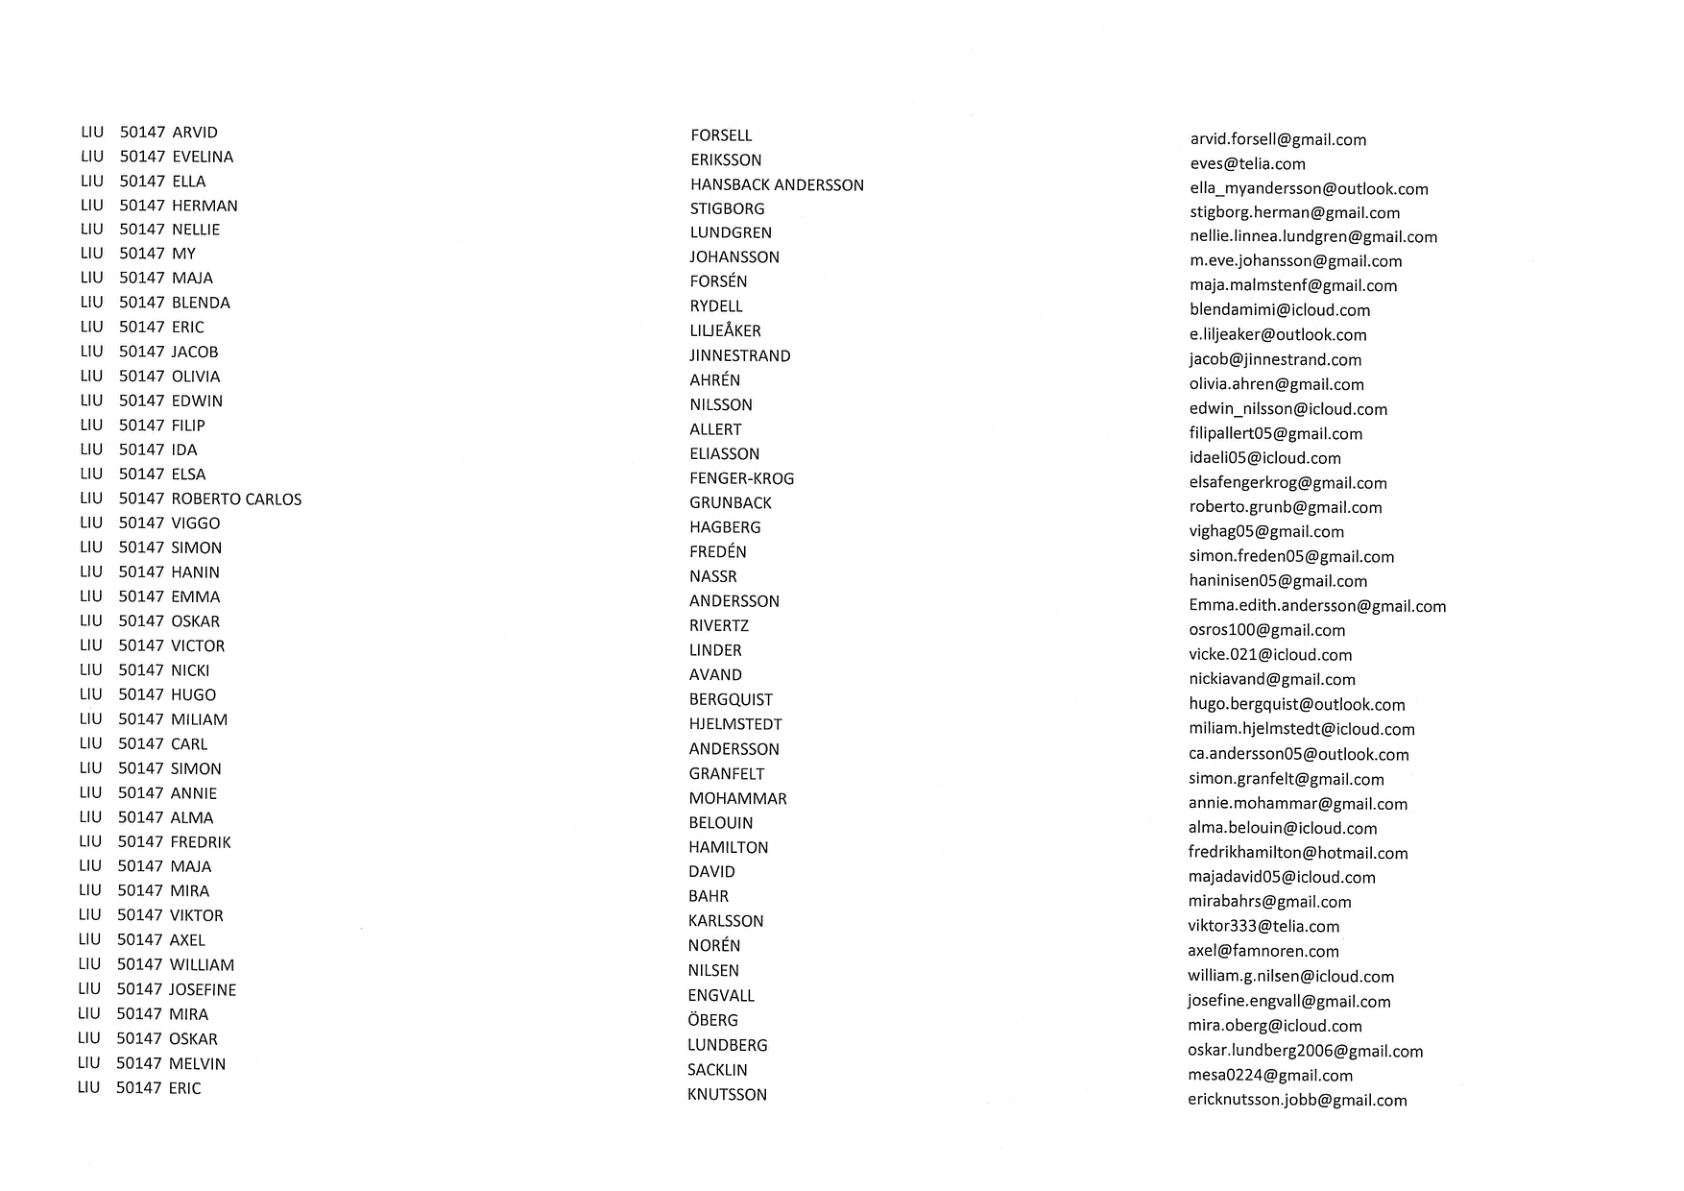 LIU 50147 ARVID FORSELL arvid.forsell@gmail.com
LIU 50147 EVELINA ERIKSSON eves@telia.com
LIU 50147 ELLA HANSBACK ANDERSSON ella_myandersson@outlook.com
LIU 50147 HERMAN STIGBORG stigborg.herman@gmail.com
LIU 50147 NELLIE LUNDGREN nellie.linnea.lundgren@gmail.com
LIU 50147 MY JOHANSSON m.eve.johansson@gmail.com
LIU 50147 MAJA FORSÉN maja.malmstenf@gmail.com
LIU 50147 BLENDA RYDELL blendamimi@icloud.com
LIU 50147 ERIC LILJEÅKER e.liljeaker@outlook.com
LIU 50147 JACOB JINNESTRAND jacob@jinnestrand.com
LIU 50147 OLIVIA AHRÉN olivia.ahren@gmail.com
LIU 50147 EDWIN NILSSON edwin_nilsson@icloud.com
LIU 50147 FILIP ALLERT filipallert05@gmail.com
LIU 50147 IDA ELIASSON idaeli05@icloud.com
LIU 50147 ELSA FENGER-KROG elsafengerkrog@gmail.com
LIU 50147 ROBERTO CARLOS GRUNBACK roberto.grunb@gmail.com
LIU 50147 VIGGO HAGBERG vighag05@gmail.com
LIU 50147 SIMON FREDÉN simon.freden05@gmail.com
LIU 50147 HANIN NASSR haninisen05@gmail.com
LIU 50147 EMMA ANDERSSON Emma.edith.andersson@gmail.com
LIU 50147 OSKAR RIVERTZ osros100@gmail.com
LIU 50147 VICTOR LINDER vicke.021@icloud.com
LIU 50147 NICKI AVAND nickiavand@gmail.com
LIU 50147 HUGO BERGQUIST hugo.bergquist@outlook.com
LIU 50147 MILIAM HJELMSTEDT miliam.hjelmstedt@icloud.com
LIU 50147 CARL ANDERSSON ca.andersson05@outlook.com
LIU 50147 SIMON GRANFELT simon.granfelt@gmail.com
LIU 50147 ANNIE MOHAMMAR annie.mohammar@gmail.com
LIU 50147 ALMA BELOUIN alma.belouin@icloud.com
LIU 50147 FREDRIK HAMILTON fredrikhamilton@hotmail.com
LIU 50147 MAJA DAVID majadavid05@icloud.com
LIU 50147 MIRA BAHR mirabahrs@gmail.com
LIU 50147 VIKTOR KARLSSON viktor333@telia.com
LIU 50147 AXEL NORÉN axel@famnoren.com
LIU 50147 WILLIAM NILSEN william.g.nilsen@icloud.com
LIU 50147 JOSEFINE ENGVALL josefine.engvall@gmail.com
LIU 50147 MIRA ÖBERG mira.oberg@icloud.com
LIU 50147 OSKAR LUNDBERG oskar.lundberg2006@gmail.com
LIU 50147 MELVIN SACKLIN mesa0224@gmail.com
LIU 50147 ERIC KNUTSSON ericknutsson.jobb@gmail.com